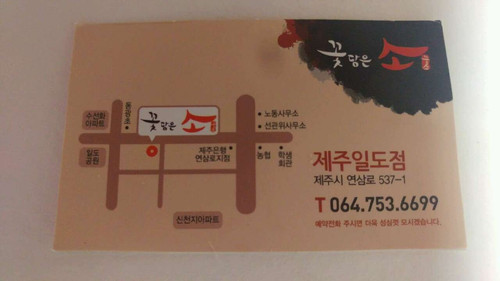 꽃담은 소
수선화
아파트
동광초
꽃담은 소
노동사무소
선관위사무소
일도
공원
제주은행
연삼로지점
농협
학생
회관
신천지아파트
제주일도점
제주시 연삼로 537-1
T 064.753.6699
예약전화 주시면 더욱 성심껏 모시겠습니다.